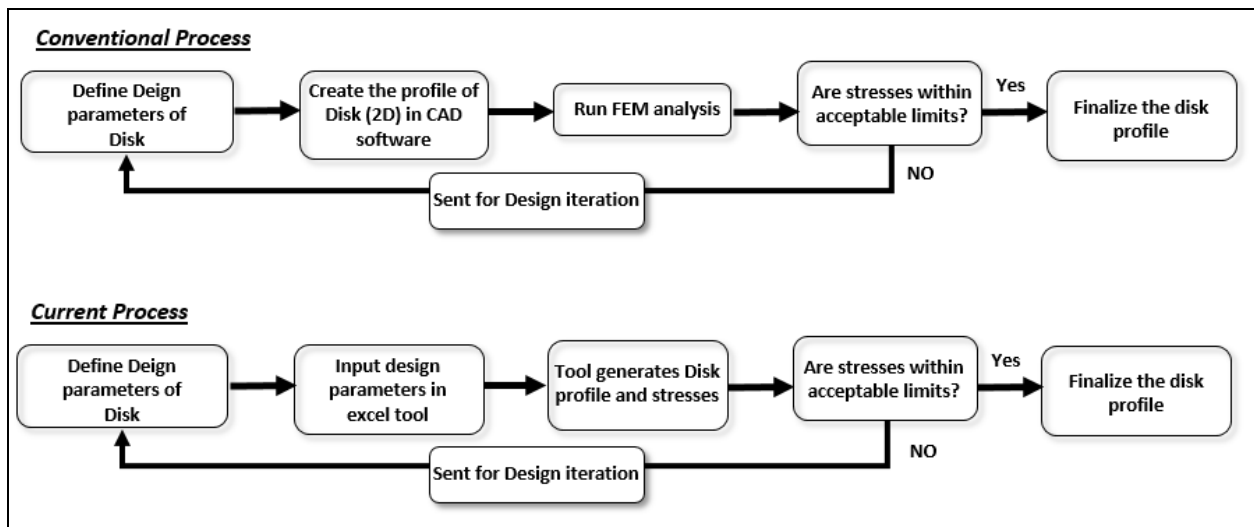 Conventional Process
Define Deign
parameters of
Disk
Create the profile of
Disk (2D) in CAD
software
Run FEM analysis
Are stresses within
acceptable limits?
Yes
Finalize the disk
profile
NO
Sent for Design iteration
Current Process
Define Deign
parameters of
Disk
Input design
parameters in
excel tool
Tool generates Disk
profile and stresses
Are stresses within
acceptable limits?
Yes
Finalize the disk
profile
NO
Sent for Design iteration